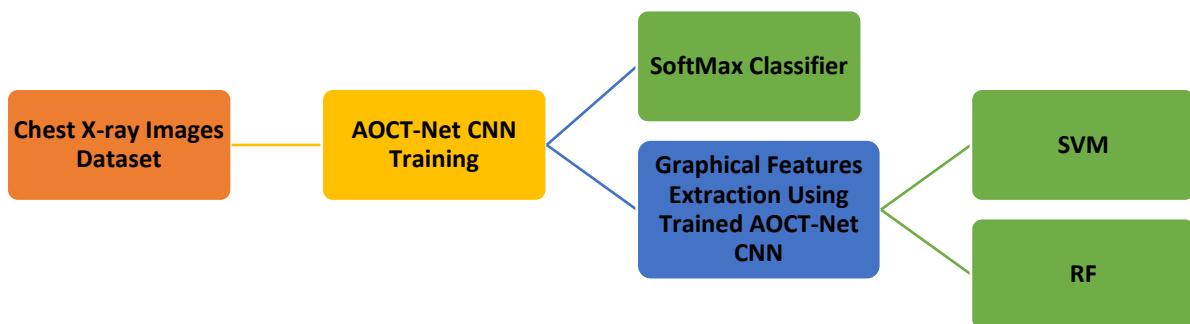 Chest X-ray Images
Dataset
AOCT-Net CNN
Training
SoftMax Classifier
Graphical Features
Extraction Using
Trained AOCT-Net
CNN
SVM
RF